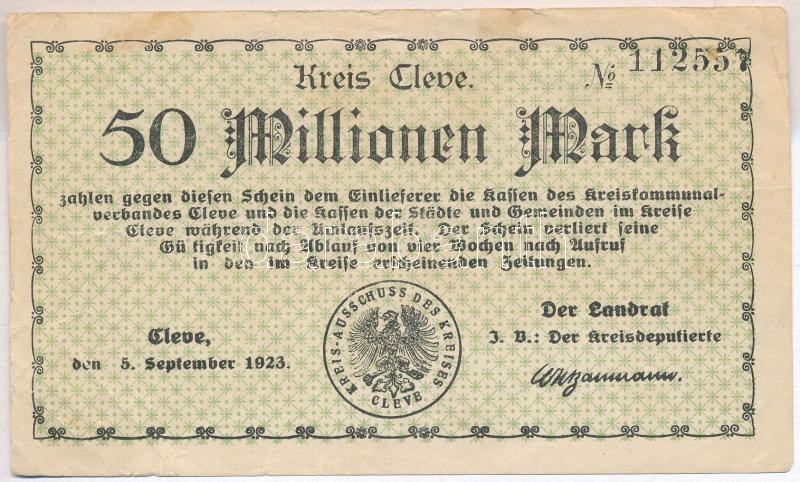 Kreis Cleve.
№ 112557
50 Millionen Mark
zahlen gegen diesen Schein dem Einlieferer die Kassen des Kreiskommunal-
verbandes Cleve und die Kassen der Städte und Gemeinden im Kreise
Cleve während der Umlaufszeit. Der Schein verliert seine
Gültigkeit nach Ablauf von vier Wochen nach Aufruf
in den im Kreise erscheinenden Zeitungen.
Cleve,
den 5. September 1923.
KREIS-AUSSCHUSS DES KREISES
CLEVE
Der Landrat
J. V.: Der Kreisdeputierte